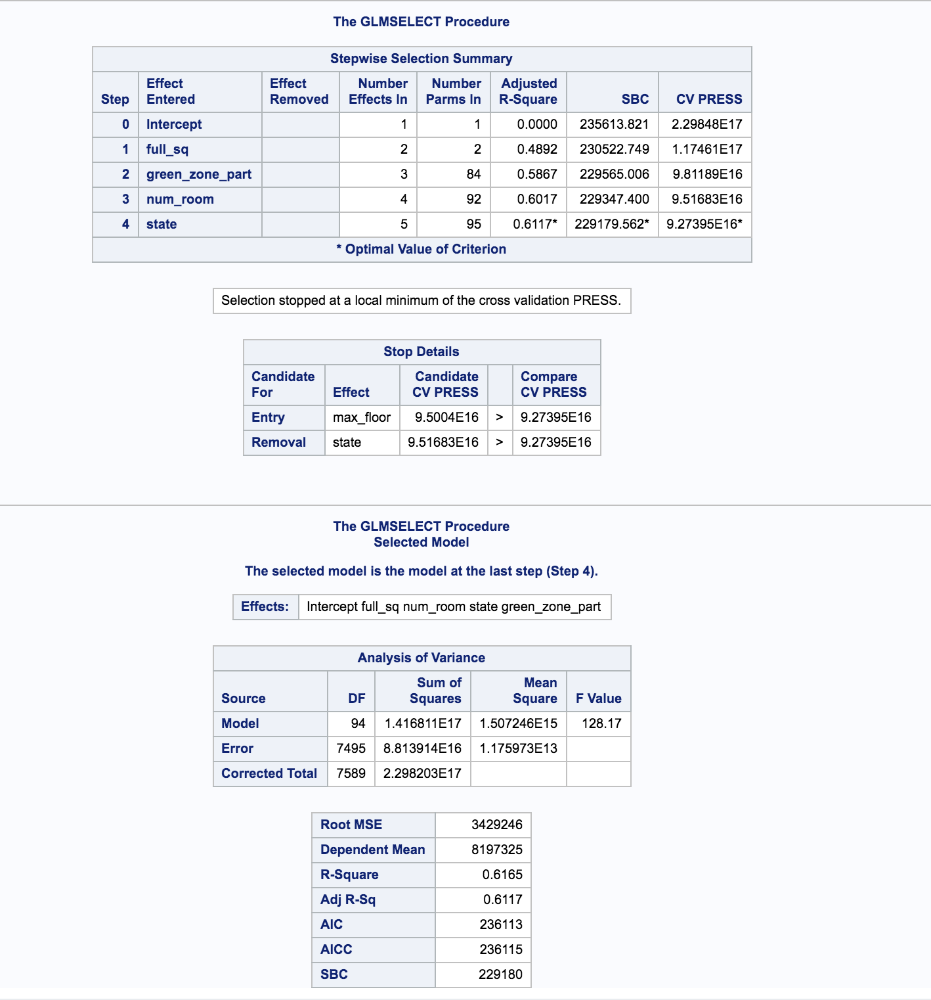 The GLMSELECT Procedure
Stepwise Selection Summary
Step Effect Entered Effect Removed Number Effects In Number Parms In Adjusted R-Square SBC CV PRESS
0 Intercept 1 1 0.0000 235613.821 2.29848E17
1 full_sq 2 2 0.4892 230522.749 1.17461E17
2 green_zone_part 3 84 0.5867 229565.006 9.81189E16
3 num_room 4 92 0.6017 229347.400 9.51683E16
4 state 5 95 0.6117* 229179.562* 9.27395E16*
* Optimal Value of Criterion
Selection stopped at a local minimum of the cross validation PRESS.
Stop Details
Candidate For Effect Candidate CV PRESS Compare CV PRESS
Entry max_floor 9.5004E16 > 9.27395E16
Removal state 9.51683E16 > 9.27395E16
The GLMSELECT Procedure
Selected Model
The selected model is the model at the last step (Step 4).
Effects: Intercept full_sq num_room state green_zone_part
Analysis of Variance
Source DF Sum of Squares Mean Square F Value
Model 94 1.416811E17 1.507246E15 128.17
Error 7495 8.813914E16 1.175973E13
Corrected Total 7589 2.298203E17
Root MSE 3429246
Dependent Mean 8197325
R-Square 0.6165
Adj R-Sq 0.6117
AIC 236113
AICC 236115
SBC 229180